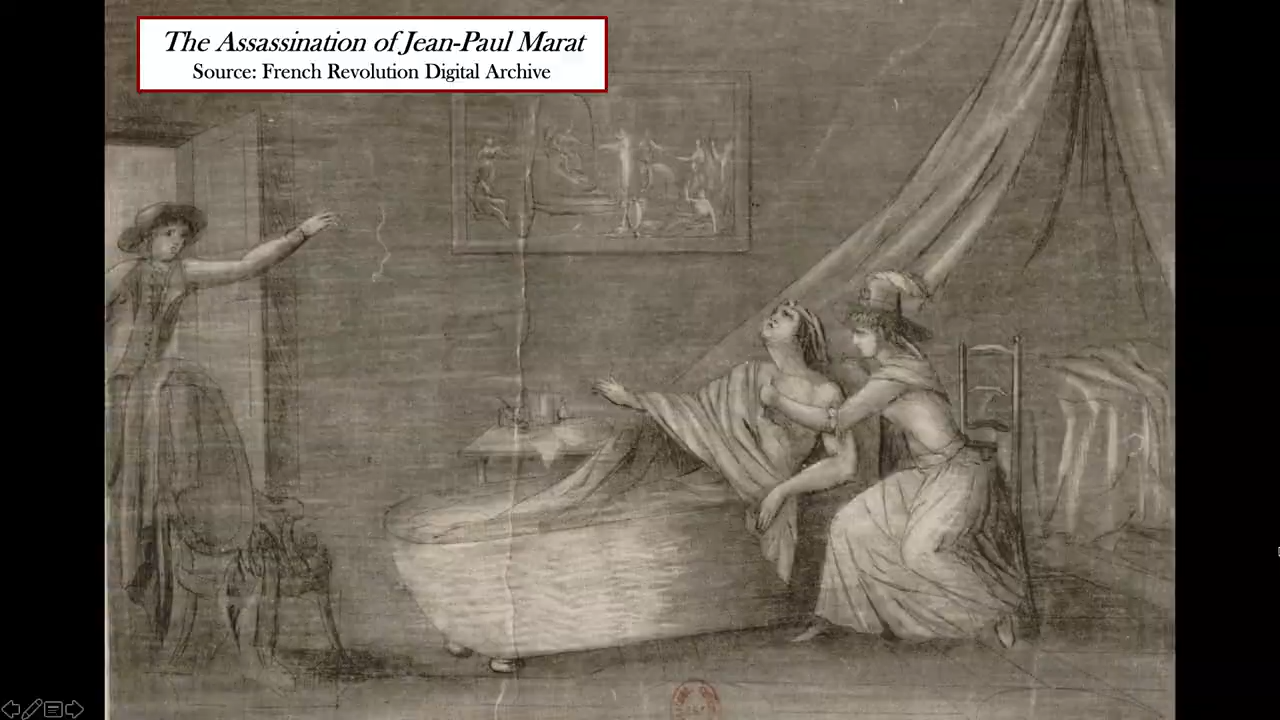 The Assassination of Jean-Paul Marat
Source: French Revolution Digital Archive